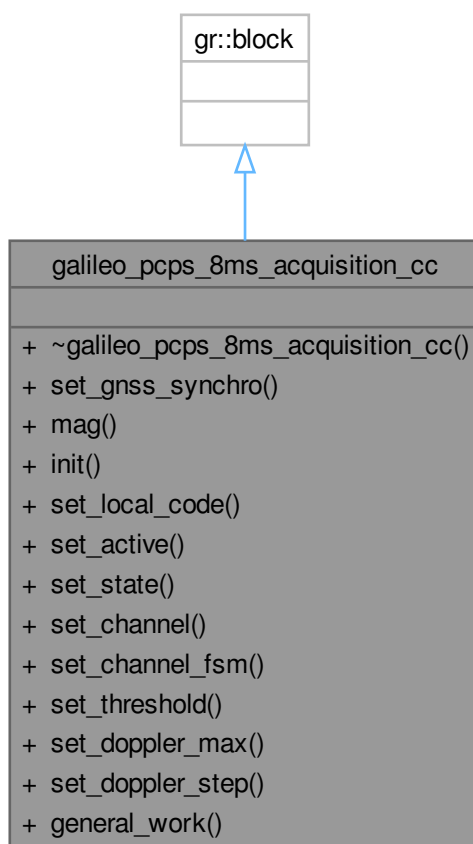 gr::block
galileo_pcps_8ms_acquisition_cc
+ ~galileo_pcps_8ms_acquisition_cc()
+ set_gnss_synchro()
+ mag()
+ init()
+ set_local_code()
+ set_active()
+ set_state()
+ set_channel()
+ set_channel_fsm()
+ set_threshold()
+ set_doppler_max()
+ set_doppler_step()
+ general_work()